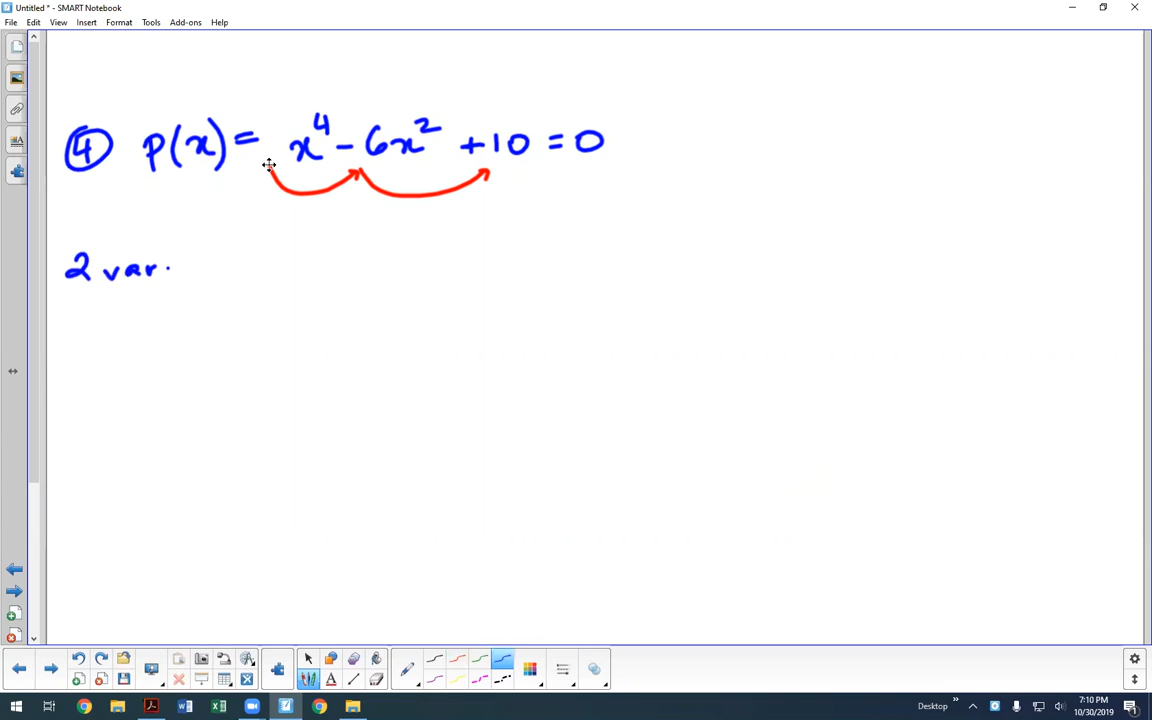 Untitled * - SMART Notebook
File Edit View Insert Format Tools Add-ons Help
④ p(x) = x⁴ - 6x² + 10 = 0
2 var.
A
Desktop
7:10 PM
10/30/2019